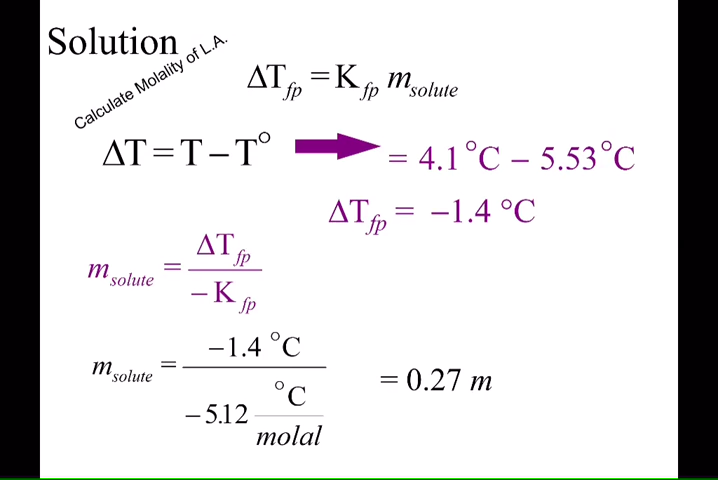 Solution
Calculate Molality of L.A.
ΔT_fp = K_fp m_solute
ΔT = T − T° = 4.1 °C − 5.53 °C
ΔT_fp = −1.4 °C
m_solute = ΔT_fp / −K_fp
m_solute = −1.4 °C / −5.12 °C/molal = 0.27 m